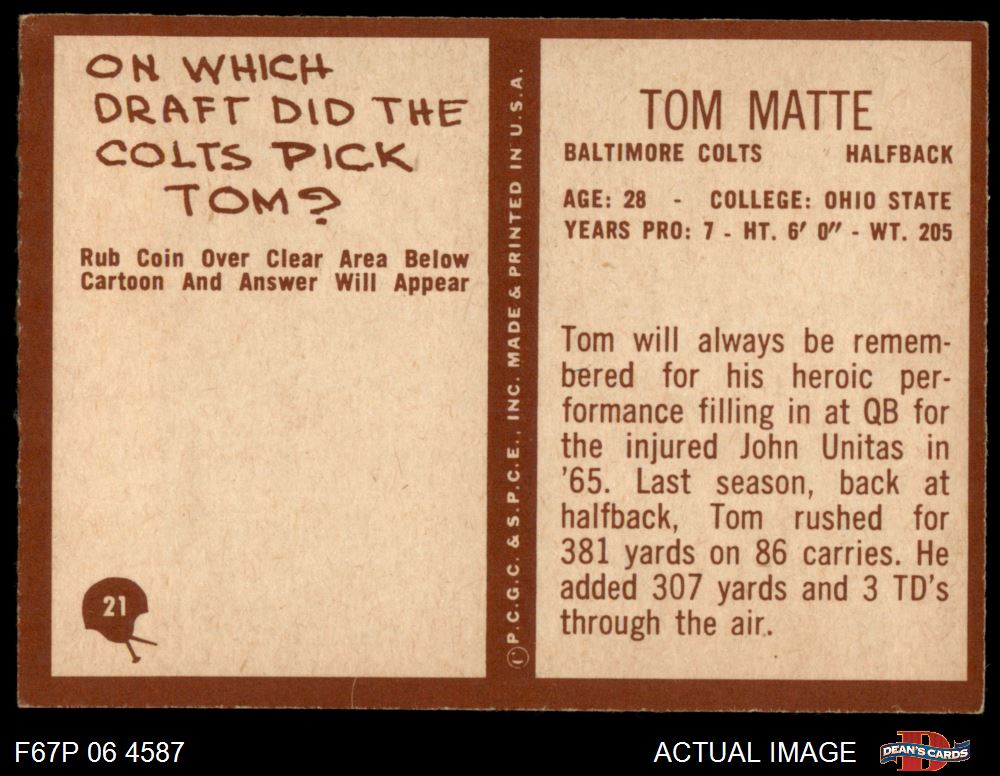 ON WHICH
DRAFT DID THE
COLTS PICK
TOM?
Rub Coin Over Clear Area Below
Cartoon And Answer Will Appear
21
© P.C.G.C. & S.P.C.E., INC. MADE & PRINTED IN U.S.A.
TOM MATTE
BALTIMORE COLTS HALFBACK
AGE: 28 - COLLEGE: OHIO STATE
YEARS PRO: 7 - HT. 6' 0" - WT. 205
Tom will always be remem-
bered for his heroic per-
formance filling in at QB for
the injured John Unitas in
'65. Last season, back at
halfback, Tom rushed for
381 yards on 86 carries. He
added 307 yards and 3 TD's
through the air.
F67P 06 4587
ACTUAL IMAGE
DEAN'S CARDS